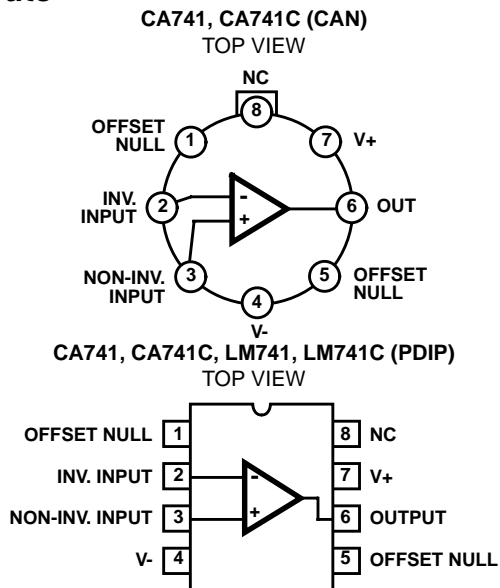 CA741, CA741C (CAN)
TOP VIEW
NC
8
OFFSET
NULL
1
7
V+
INV.
INPUT
2
-
+
6
OUT
NON-INV.
INPUT
3
5
OFFSET
NULL
4
V-
CA741, CA741C, LM741, LM741C (PDIP)
TOP VIEW
OFFSET NULL 1
8 NC
INV. INPUT 2
-
7 V+
NON-INV. INPUT 3
+
6 OUTPUT
V- 4
5 OFFSET NULL